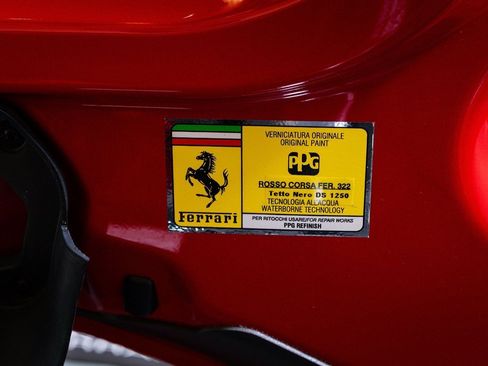 VERNICIATURA ORIGINALE
ORIGINAL PAINT
PPG
ROSSO CORSA FER. 322
Tetto Nero DS 1250
TECNOLOGIA ALL'ACQUA
WATERBORNE TECHNOLOGY
Ferrari
PER RITOCCHI USARE/FOR REPAIR WORKS
PPG REFINISH